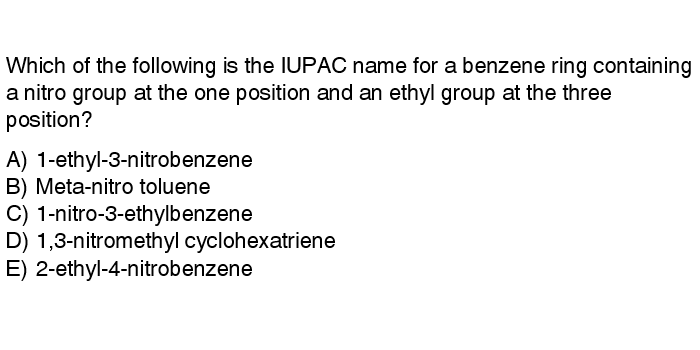 Which of the following is the IUPAC name for a benzene ring containing
a nitro group at the one position and an ethyl group at the three
position?
A) 1-ethyl-3-nitrobenzene
B) Meta-nitro toluene
C) 1-nitro-3-ethylbenzene
D) 1,3-nitromethyl cyclohexatriene
E) 2-ethyl-4-nitrobenzene